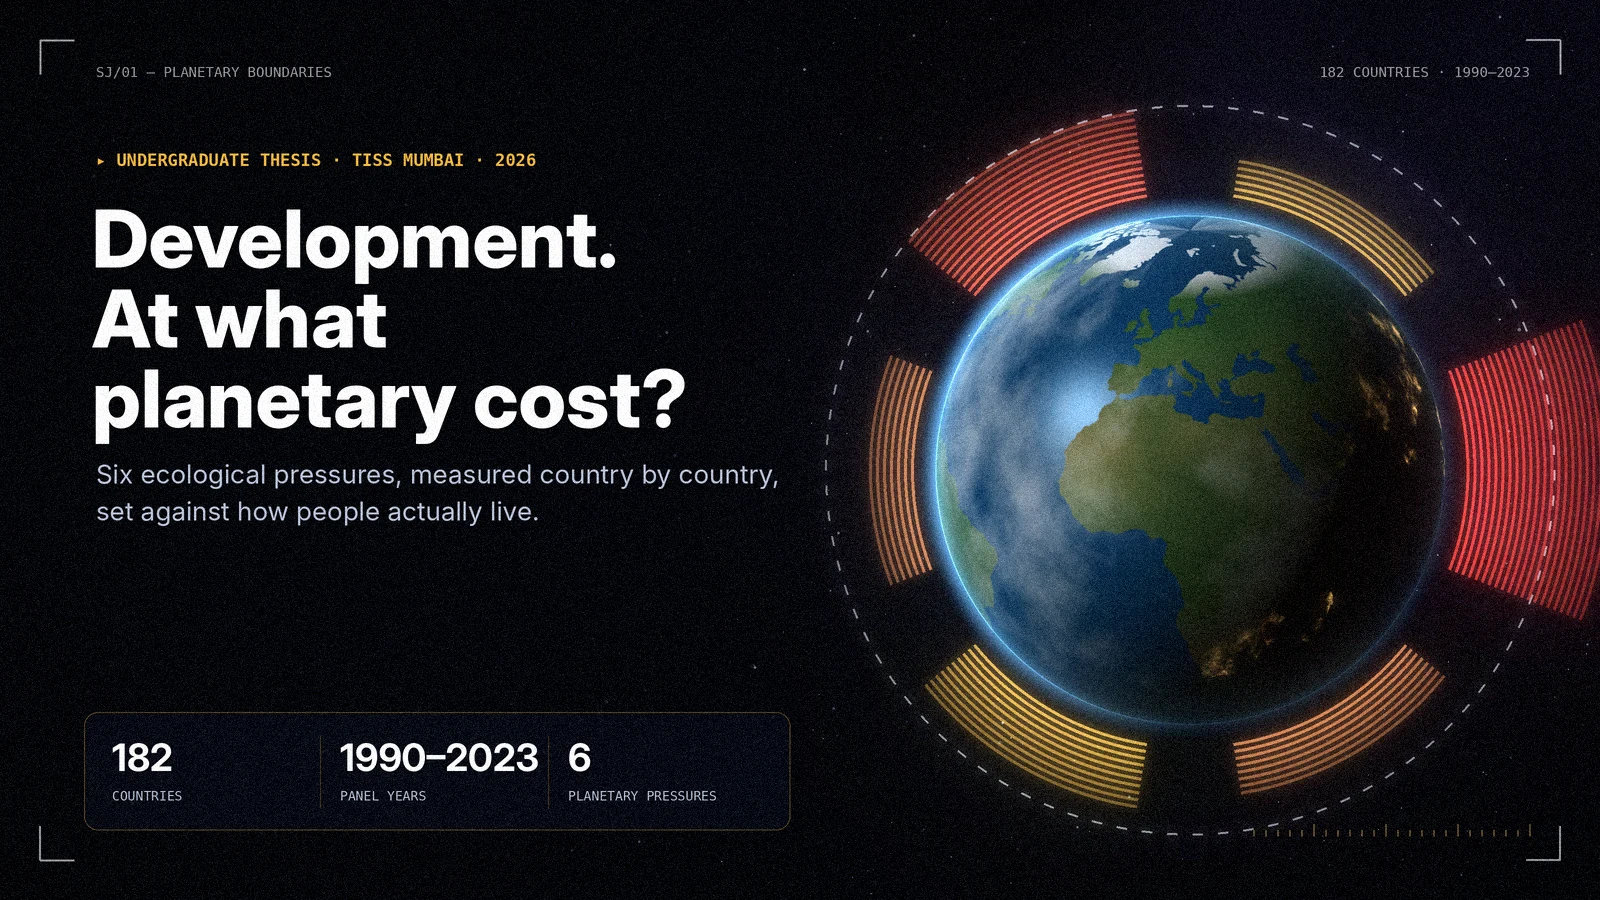 SJ/01 — PLANETARY BOUNDARIES
182 COUNTRIES · 1990–2023
▸ UNDERGRADUATE THESIS · TISS MUMBAI · 2026
Development.
At what
planetary cost?
Six ecological pressures, measured country by country,
set against how people actually live.
182
COUNTRIES
1990–2023
PANEL YEARS
6
PLANETARY PRESSURES